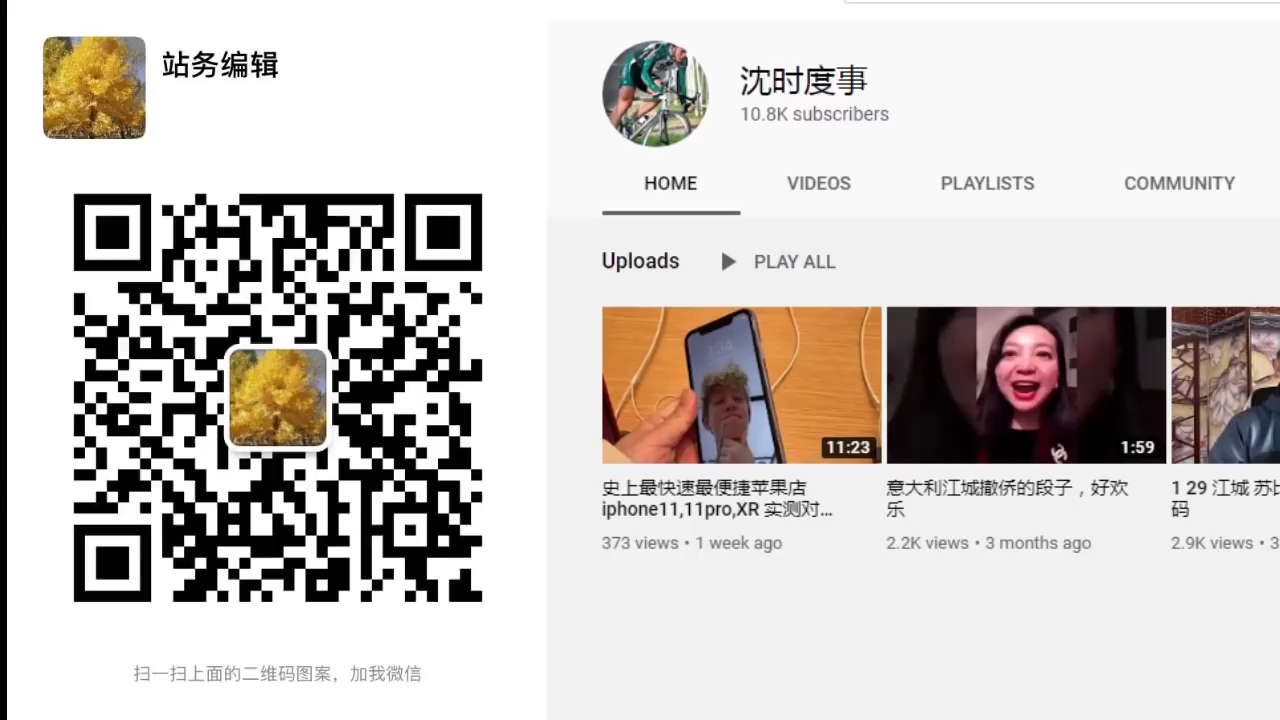 站务编辑
扫一扫上面的二维码图案，加我微信
沈时度事
10.8K subscribers
HOME
VIDEOS
PLAYLISTS
COMMUNITY
Uploads
PLAY ALL
11:23
史上最快速最便捷苹果店
iphone11,11pro,XR 实测对...
373 views • 1 week ago
1:59
意大利江城撤侨的段子，好欢
乐
2.2K views • 3 months ago
1 29 江城 苏比
码
2.9K views • 3